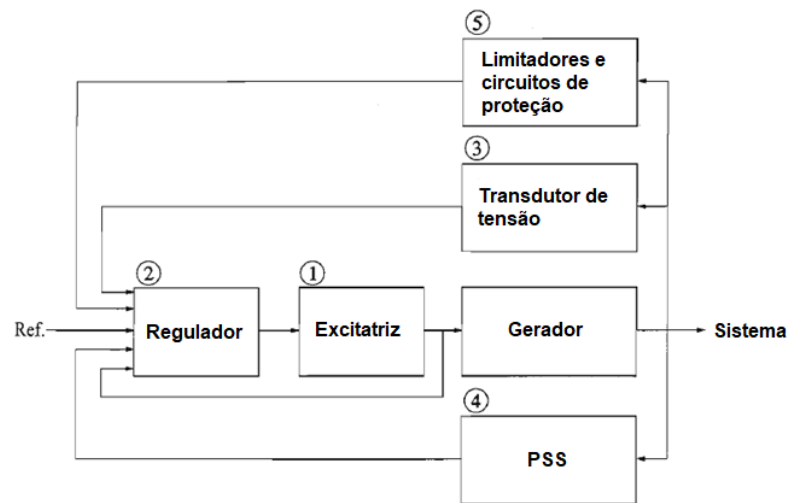 ⑤
Limitadores e
circuitos de
proteção
③
Transdutor de
tensão
②
①
Ref.
Regulador
Excitatriz
Gerador
Sistema
④
PSS